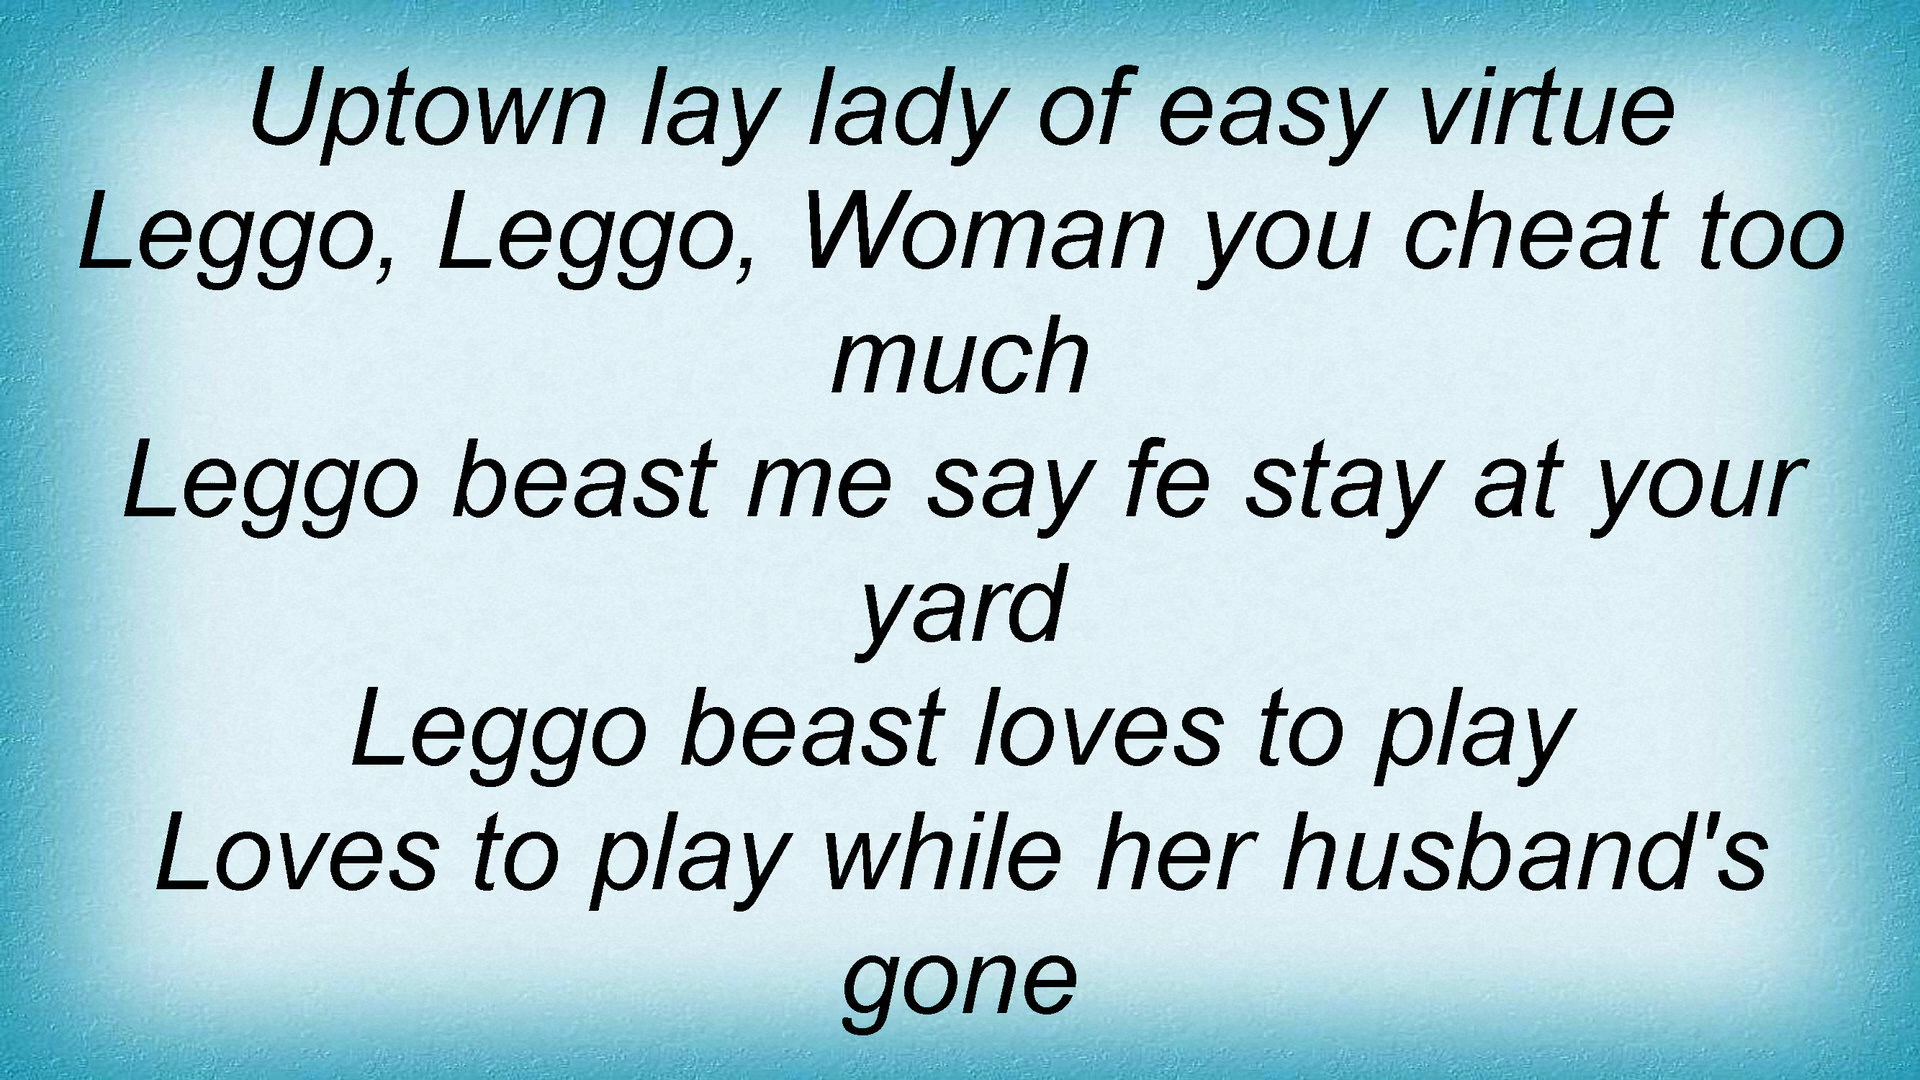 Uptown lay lady of easy virtue
Leggo, Leggo, Woman you cheat too
much
Leggo beast me say fe stay at your
yard
Leggo beast loves to play
Loves to play while her husband's
gone